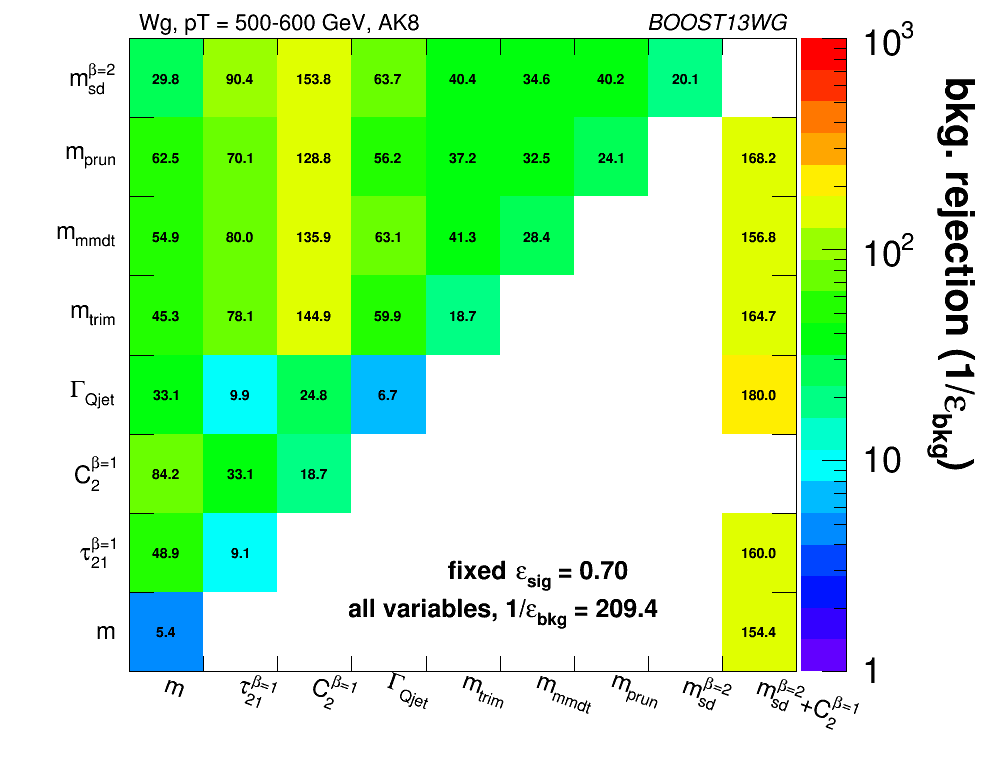 Wg, pT = 500-600 GeV, AK8 BOOST13WG
m_sd^β=2 29.8 90.4 153.8 63.7 40.4 34.6 40.2 20.1
m_prun 62.5 70.1 128.8 56.2 37.2 32.5 24.1 168.2
m_mmdt 54.9 80.0 135.9 63.1 41.3 28.4 156.8
m_trim 45.3 78.1 144.9 59.9 18.7 164.7
Γ_Qjet 33.1 9.9 24.8 6.7 180.0
C_2^β=1 84.2 33.1 18.7
τ_21^β=1 48.9 9.1 160.0
fixed ε_sig = 0.70
all variables, 1/ε_bkg = 209.4
m 5.4 154.4
m τ_21^β=1 C_2^β=1 Γ_Qjet m_trim m_mmdt m_prun m_sd^β=2 m_sd^β=2+C_2^β=1
10^3
10^2
10
1
bkg. rejection (1/ε_bkg)